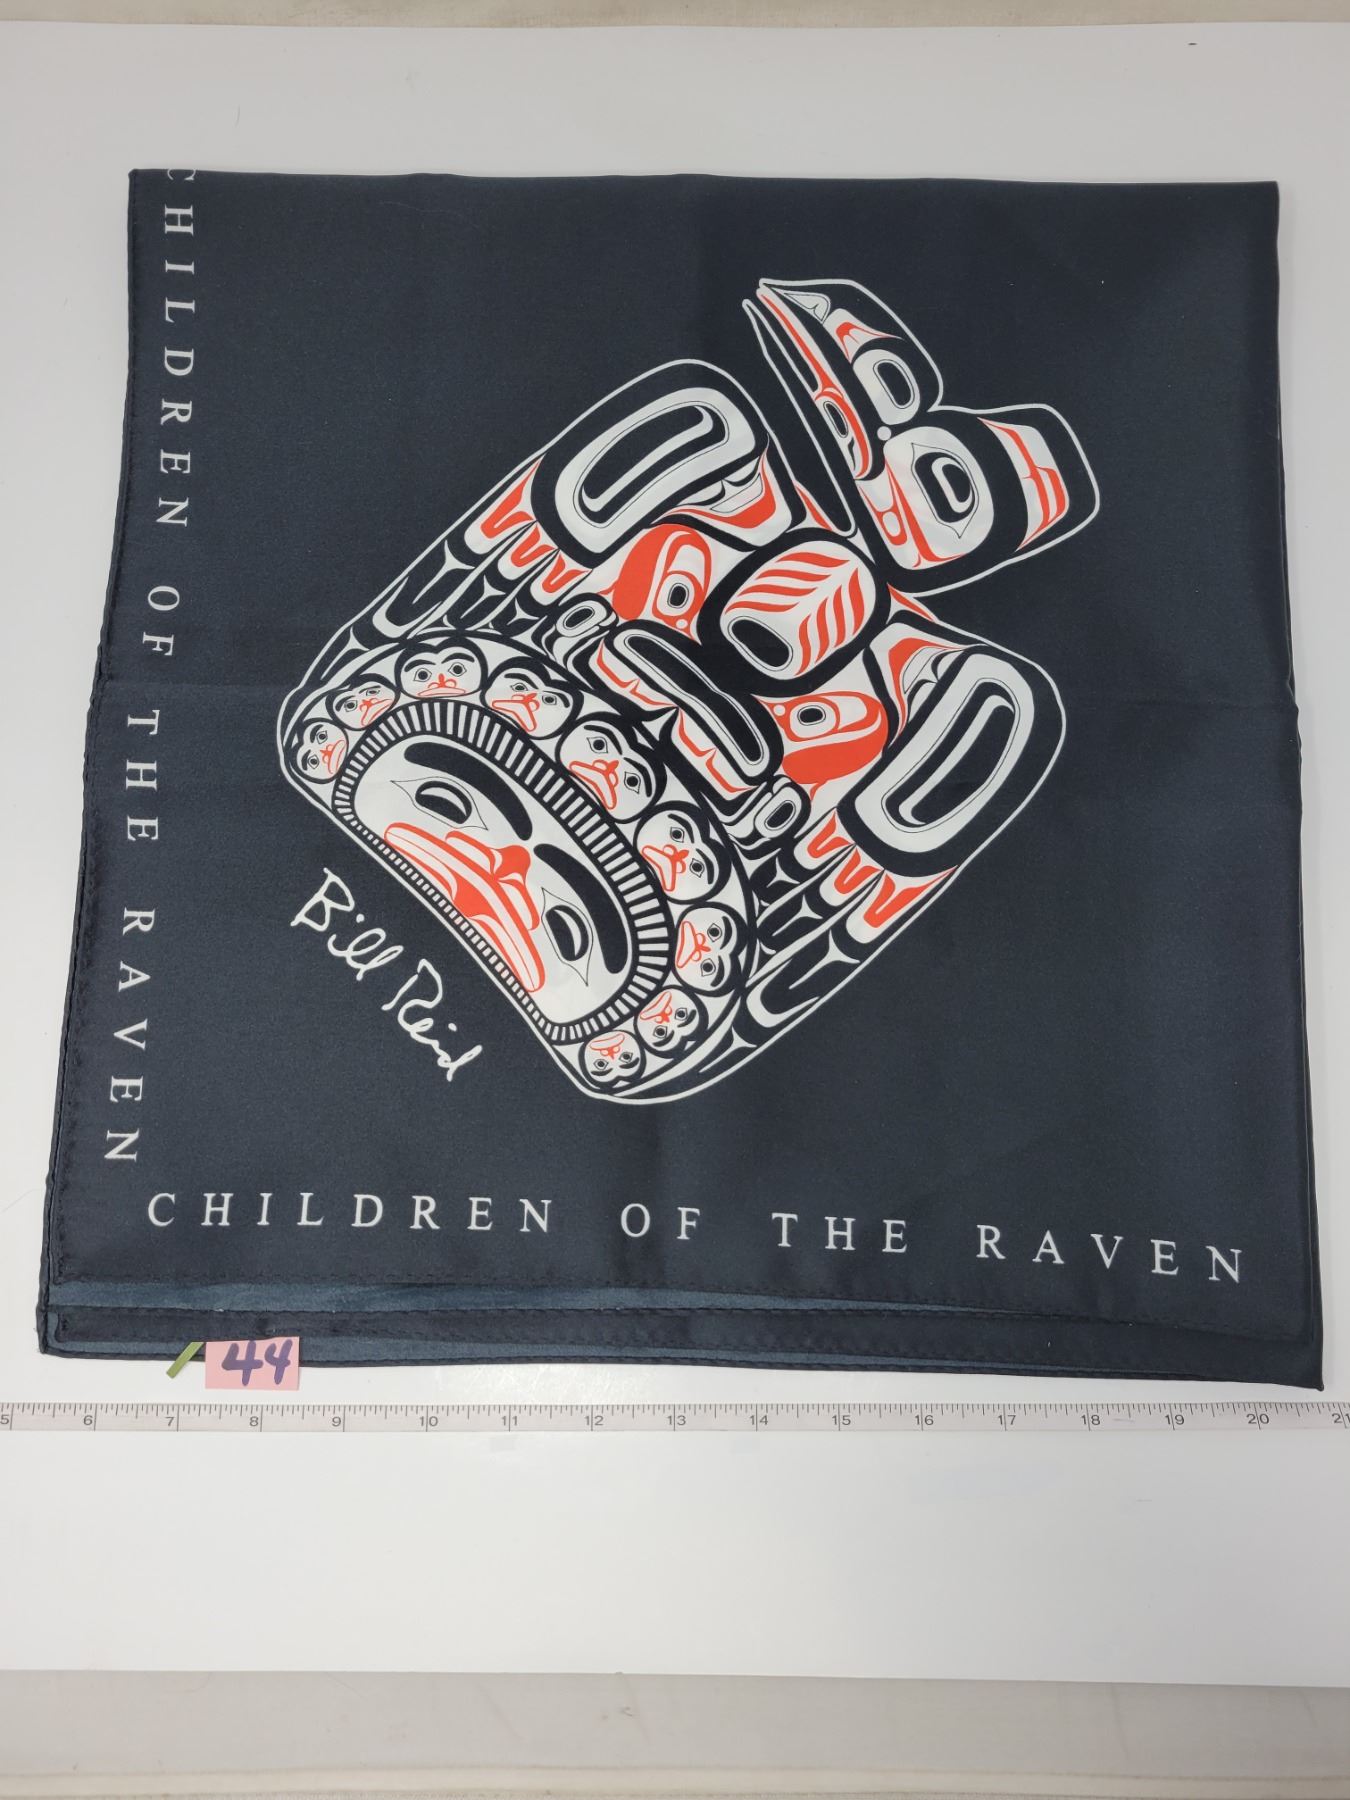 CHILDREN OF THE RAVEN
Bill Reid
CHILDREN OF THE RAVEN
44
5 6 7 8 9 10 11 12 13 14 15 16 17 18 19 20 21